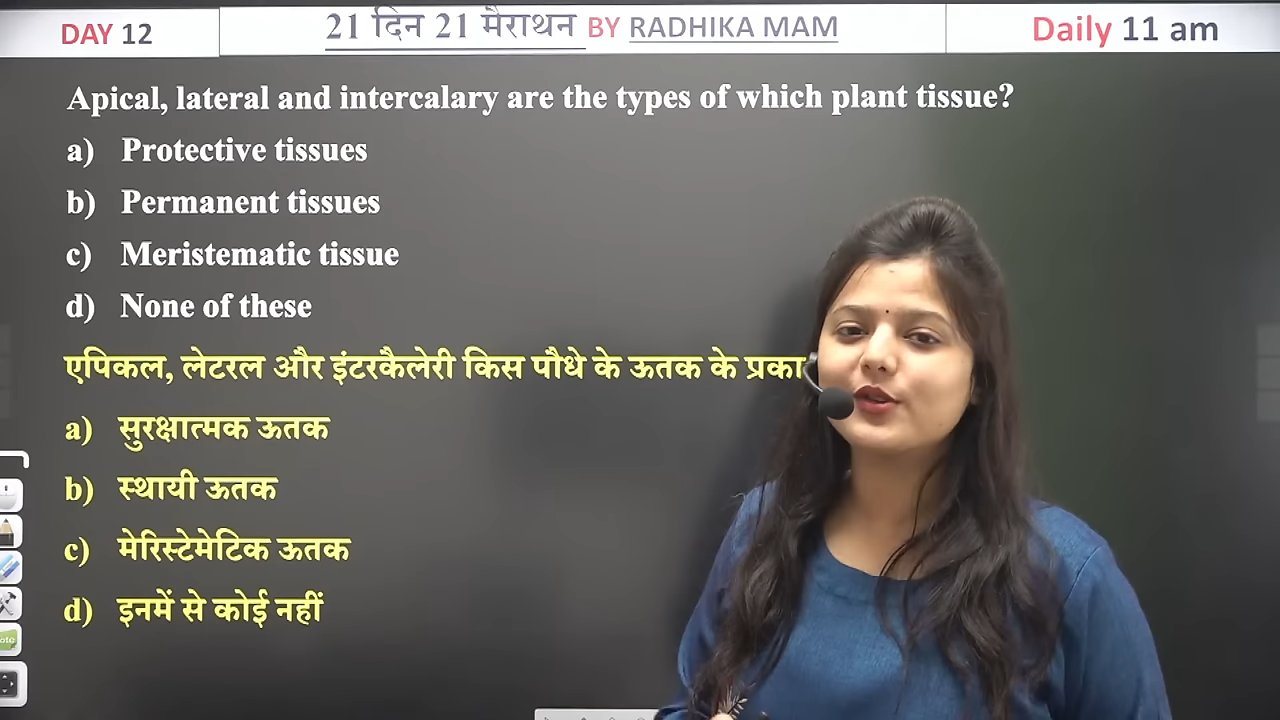 DAY 12
21 दिन 21 मैराथन BY RADHIKA MAM
Daily 11 am
Apical, lateral and intercalary are the types of which plant tissue?
a) Protective tissues
b) Permanent tissues
c) Meristematic tissue
d) None of these
एपिकल, लेटरल और इंटरकैलेरी किस पौधे के ऊतक के
a) सुरक्षात्मक ऊतक
b) स्थायी ऊतक
c) मेरिस्टेमेटिक ऊतक
d) इनमें से कोई नहीं